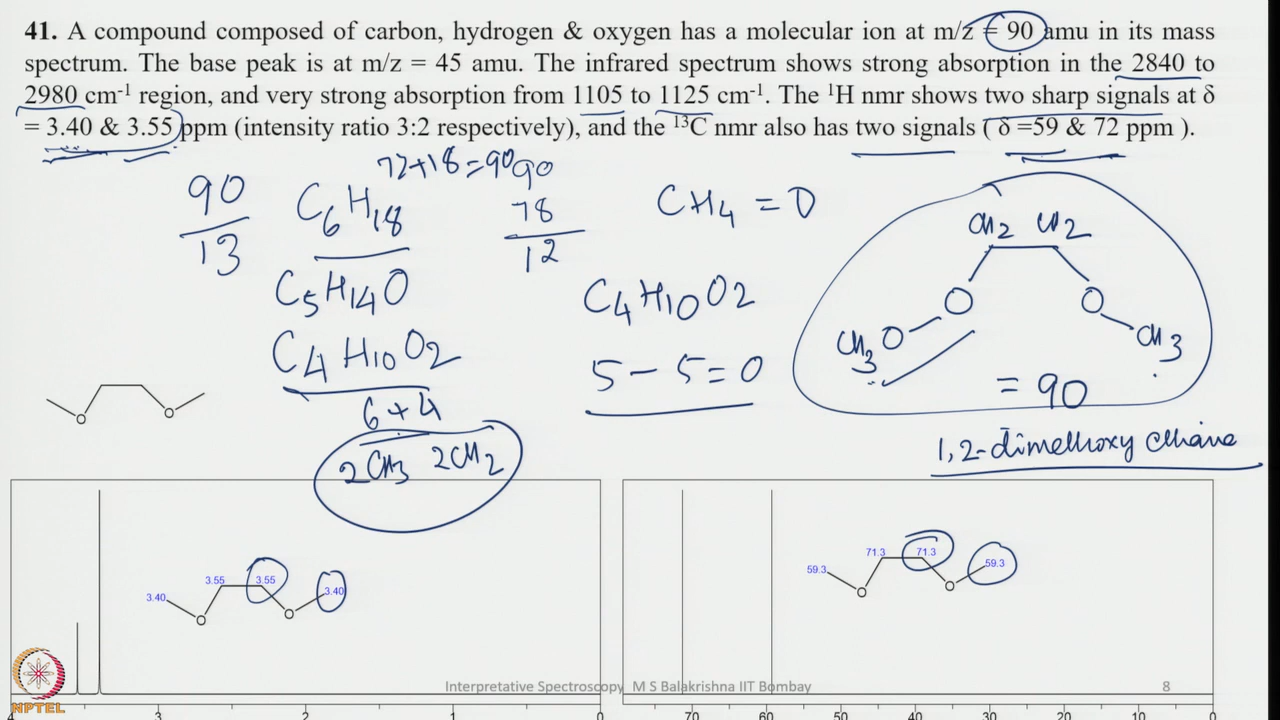 41. A compound composed of carbon, hydrogen & oxygen has a molecular ion at m/z = 90 amu in its mass
spectrum. The base peak is at m/z = 45 amu. The infrared spectrum shows strong absorption in the 2840 to
2980 cm-1 region, and very strong absorption from 1105 to 1125 cm-1. The 1H nmr shows two sharp signals at δ
= 3.40 & 3.55 ppm (intensity ratio 3:2 respectively), and the 13C nmr also has two signals ( δ =59 & 72 ppm ).
72+18=90
90
13
C6H18
90
78
12
CH4 = 0
C5H14O
C4H10O2
C4H10O2
5 - 5 = 0
6+4
2CH3 2CH2
CH2 CH2
O O
CH3 O CH3
= 90
1,2-dimethoxy ethane
O O
3.40 3.55 3.55 3.40
O O
59.3 71.3 71.3 59.3
O O
Interpretative Spectroscopy M S Balakrishna IIT Bombay 8
NPTEL
4 3 2 1 0
70 60 50 40 30 20 10 0